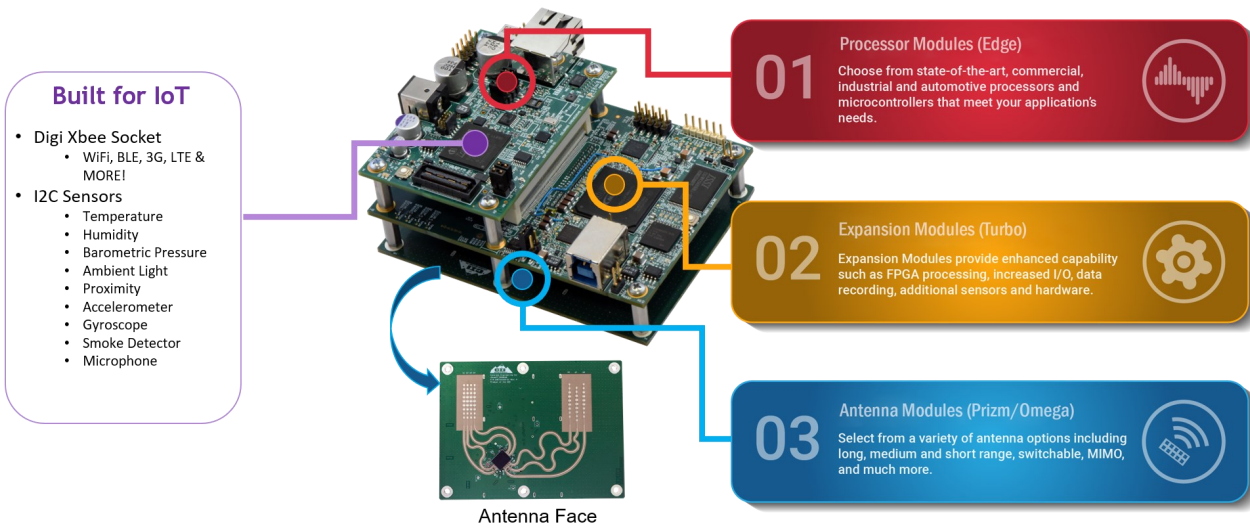 Built for IoT
• Digi Xbee Socket
• WiFi, BLE, 3G, LTE &
MORE!
• I2C Sensors
• Temperature
• Humidity
• Barometric Pressure
• Ambient Light
• Proximity
• Accelerometer
• Gyroscope
• Smoke Detector
• Microphone
01
Processor Modules (Edge)
Choose from state-of-the-art, commercial,
industrial and automotive processors and
microcontrollers that meet your application's
needs.
02
Expansion Modules (Turbo)
Expansion Modules provide enhanced capability
such as FPGA processing, increased I/O, data
recording, additional sensors and hardware.
03
Antenna Modules (Prizm/Omega)
Select from a variety of antenna options including
long, medium and short range, switchable, MIMO,
and much more.
Antenna Face